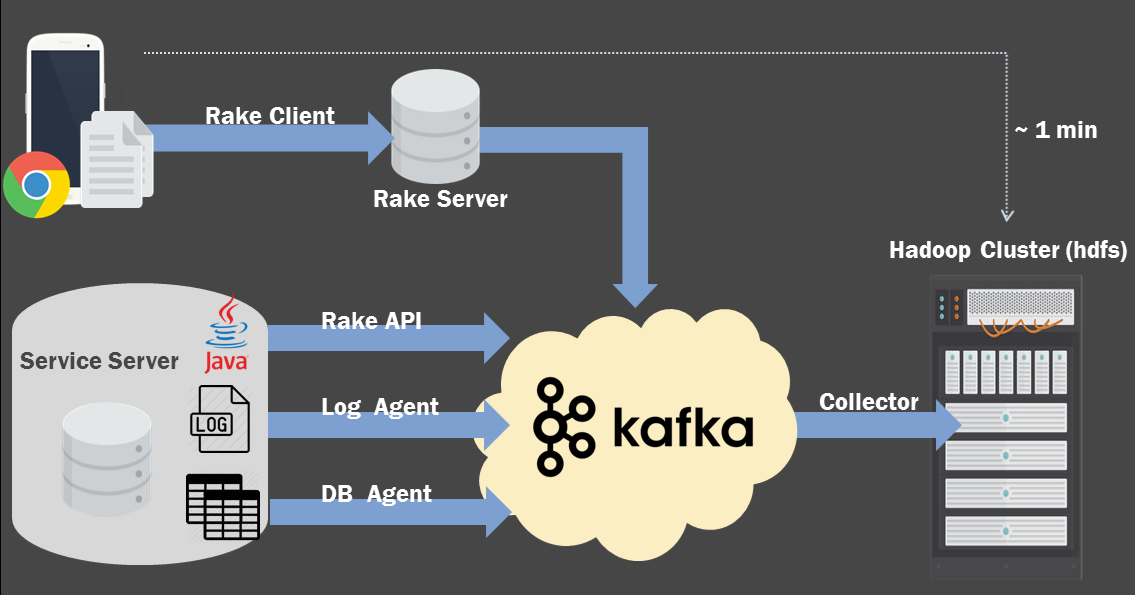 Rake Client
~ 1 min
Rake Server
Hadoop Cluster (hdfs)
Rake API
Service Server
Java
Log Agent
LOG
kafka
Collector
DB Agent